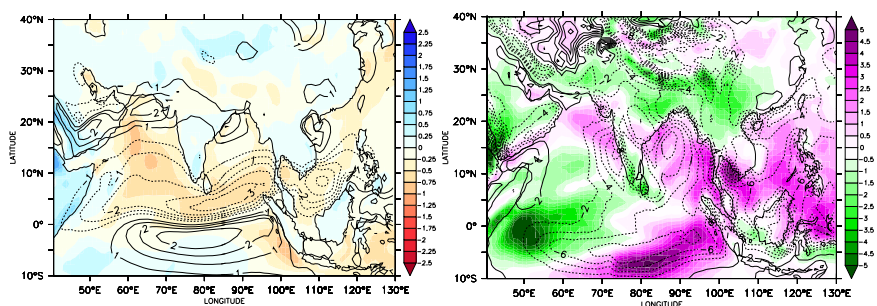 40°N
30°N
20°N
10°N
0°
10°S
LATITUDE
50°E 60°E 70°E 80°E 90°E 100°E 110°E 120°E 130°E
LONGITUDE
2.5
2.25
2
1.75
1.5
1.25
1
0.75
0.5
0.25
0
-0.25
-0.5
-0.75
-1
-1.25
-1.5
-1.75
-2
-2.25
-2.5
40°N
30°N
20°N
10°N
0°
10°S
LATITUDE
50°E 60°E 70°E 80°E 90°E 100°E 110°E 120°E 130°E
LONGITUDE
5
4.5
4
3.5
3
2.5
2
1.5
1
0.5
0
-0.5
-1
-1.5
-2
-2.5
-3
-3.5
-4
-4.5
-5